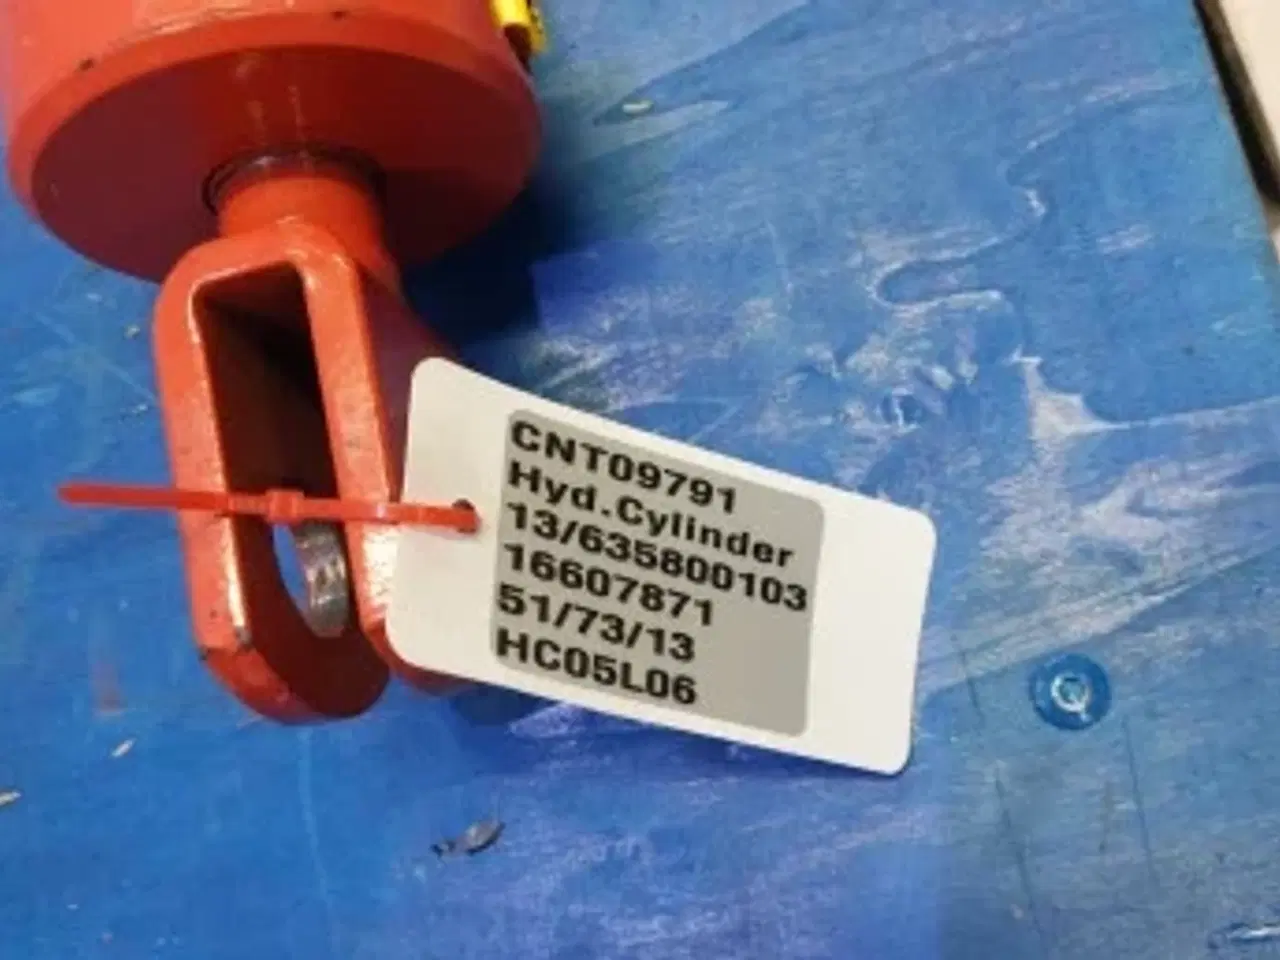 CNT09791
Hyd.Cylinder
13/635800103
16607871
51/73/13
HC05L06